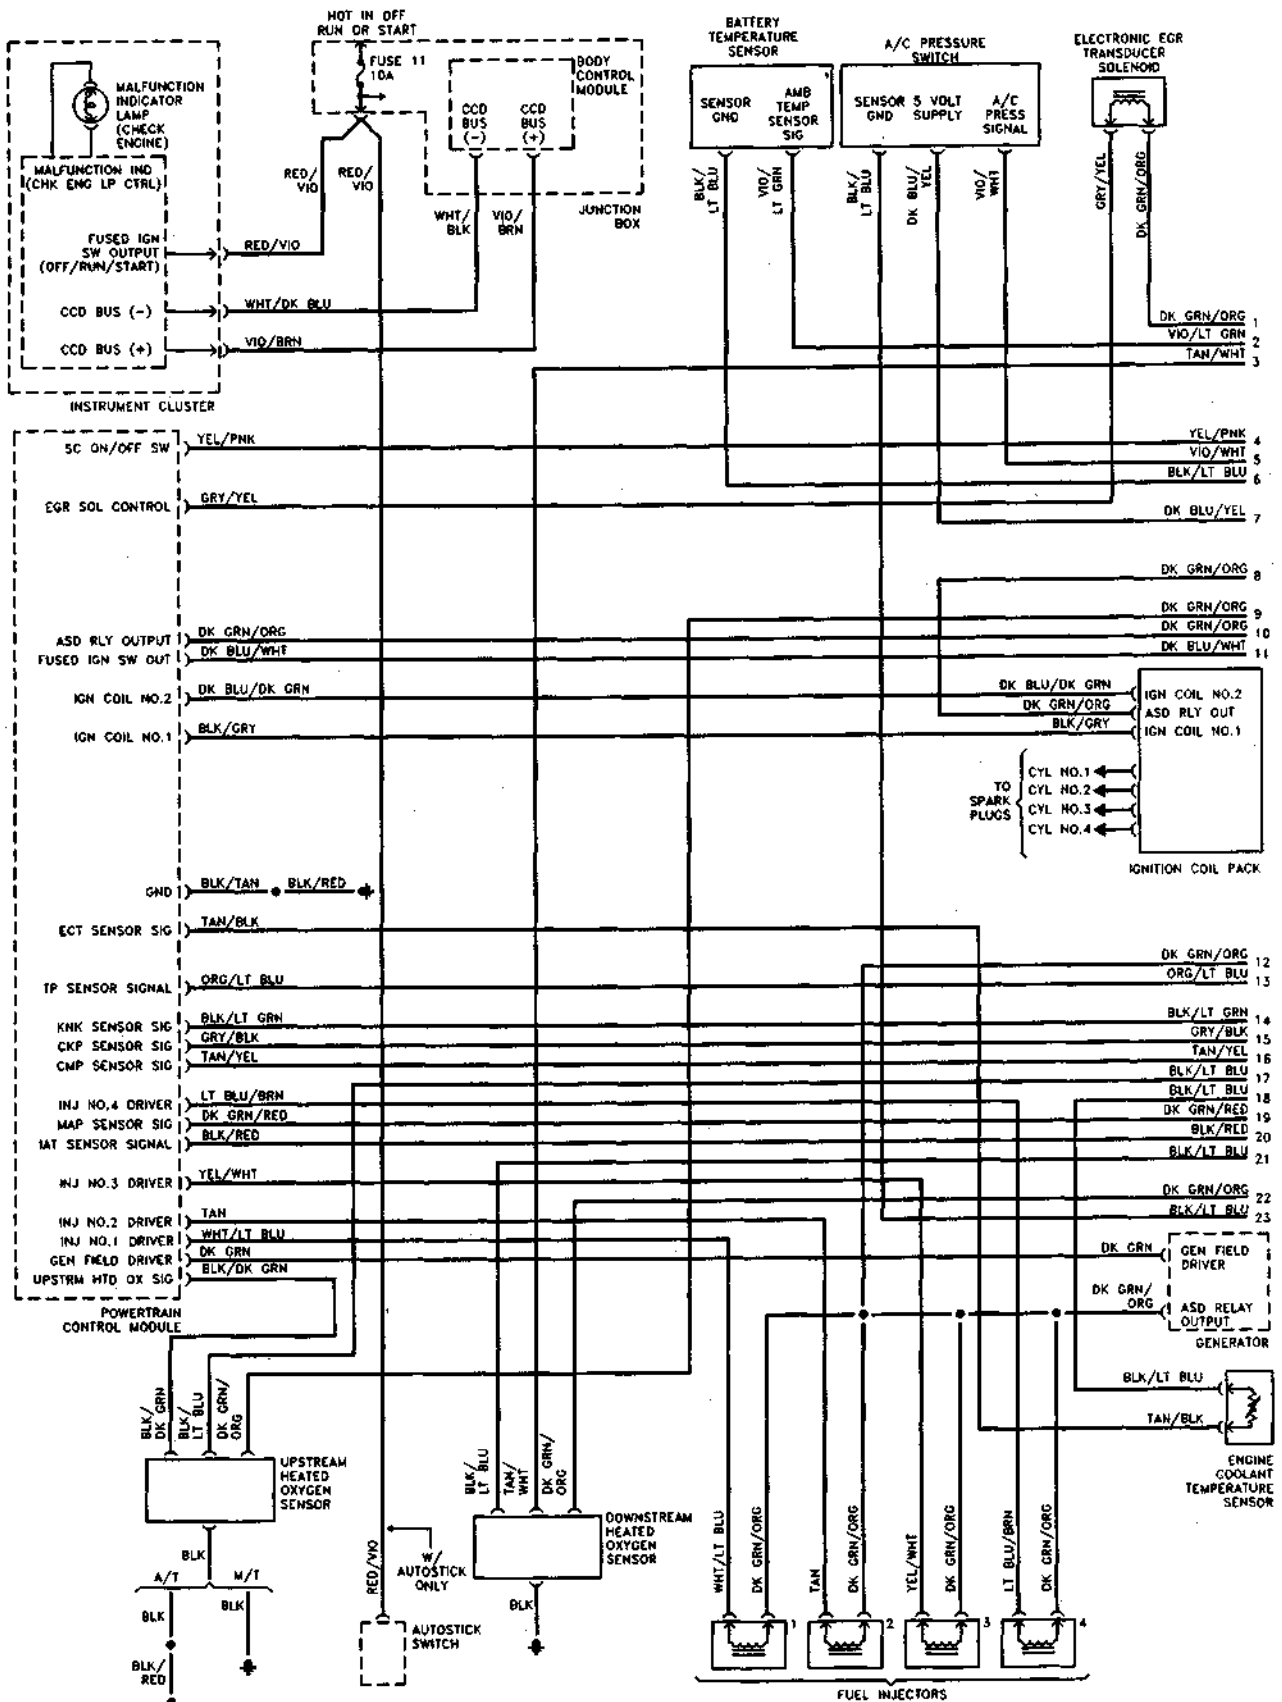 HOT IN OFF
RUN OR START
FUSE 11
10A
BODY
CONTROL
MODULE
CCD
BUS
(-)
CCD
BUS
(+)
JUNCTION
BOX
RED/
VIO
RED/
VIO
WHT/
BLK
VIO/
BRN
MALFUNCTION
INDICATOR
LAMP
(CHECK
ENGINE)
MALFUNCTION IND
(CHK ENG LP CTRL)
FUSED IGN
SW OUTPUT
(OFF/RUN/START)
RED/VIO
CCD BUS (-)
WHT/DK BLU
CCD BUS (+)
VIO/BRN
INSTRUMENT CLUSTER
BATTERY
TEMPERATURE
SENSOR
SENSOR
GND
AMB
TEMP
SENSOR
SIG
BLK/
LT BLU
VIO/
LT GRN
A/C PRESSURE
SWITCH
SENSOR
GND
5 VOLT
SUPPLY
A/C
PRESS
SIGNAL
BLK/
LT BLU
DK BLU/
YEL
VIO/
WHT
ELECTRONIC EGR
TRANSDUCER
SOLENOID
GRY/YEL
DK GRN/ORG
DK GRN/ORG 1
VIO/LT GRN 2
TAN/WHT 3
YEL/PNK 4
VIO/WHT 5
BLK/LT BLU 6
DK BLU/YEL 7
DK GRN/ORG 8
DK GRN/ORG 9
DK GRN/ORG 10
DK BLU/WHT 11
SC ON/OFF SW YEL/PNK
EGR SOL CONTROL GRY/YEL
ASD RLY OUTPUT DK GRN/ORG
FUSED IGN SW OUT DK BLU/WHT
IGN COIL NO.2 DK BLU/DK GRN
IGN COIL NO.1 BLK/GRY
DK BLU/DK GRN IGN COIL NO.2
DK GRN/ORG ASD RLY OUT
BLK/GRY IGN COIL NO.1
TO
SPARK
PLUGS
CYL NO.1
CYL NO.2
CYL NO.3
CYL NO.4
IGNITION COIL PACK
GND BLK/TAN BLK/RED
ECT SENSOR SIG TAN/BLK
TP SENSOR SIGNAL ORG/LT BLU
KNK SENSOR SIG BLK/LT GRN
CKP SENSOR SIG GRY/BLK
CMP SENSOR SIG TAN/YEL
INJ NO.4 DRIVER LT BLU/BRN
MAP SENSOR SIG DK GRN/RED
IAT SENSOR SIGNAL BLK/RED
INJ NO.3 DRIVER YEL/WHT
INJ NO.2 DRIVER TAN
INJ NO.1 DRIVER WHT/LT BLU
GEN FIELD DRIVER DK GRN
UPSTRM HTD OX SIG BLK/DK GRN
POWERTRAIN
CONTROL MODULE
DK GRN/ORG 12
ORG/LT BLU 13
BLK/LT GRN 14
GRY/BLK 15
TAN/YEL 16
BLK/LT BLU 17
BLK/LT BLU 18
DK GRN/RED 19
BLK/RED 20
BLK/LT BLU 21
DK GRN/ORG 22
BLK/LT BLU 23
DK GRN
GEN FIELD
DRIVER
DK GRN/
ORG
ASD RELAY
OUTPUT
GENERATOR
BLK/LT BLU
TAN/BLK
ENGINE
COOLANT
TEMPERATURE
SENSOR
BLK/
DK GRN
BLK/
LT BLU
DK GRN/
ORG
UPSTREAM
HEATED
OXYGEN
SENSOR
BLK
A/T
M/T
BLK
BLK
BLK/
RED
RED/VIO
W/
AUTOSTICK
ONLY
AUTOSTICK
SWITCH
BLK/
LT BLU
TAN/
WHT
DK GRN/
ORG
DOWNSTREAM
HEATED
OXYGEN
SENSOR
BLK
WHT/LT BLU
DK GRN/ORG
TAN
DK GRN/ORG
YEL/WHT
DK GRN/ORG
LT BLU/BRN
DK GRN/ORG
1
2
3
4
FUEL INJECTORS